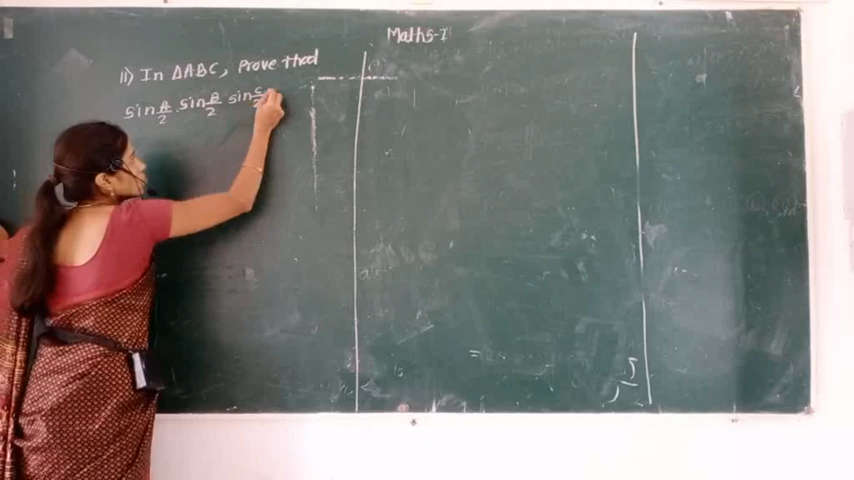 Maths-I
ii) In ΔABC, Prove that
sin A/2 . sin B/2 sin C/2